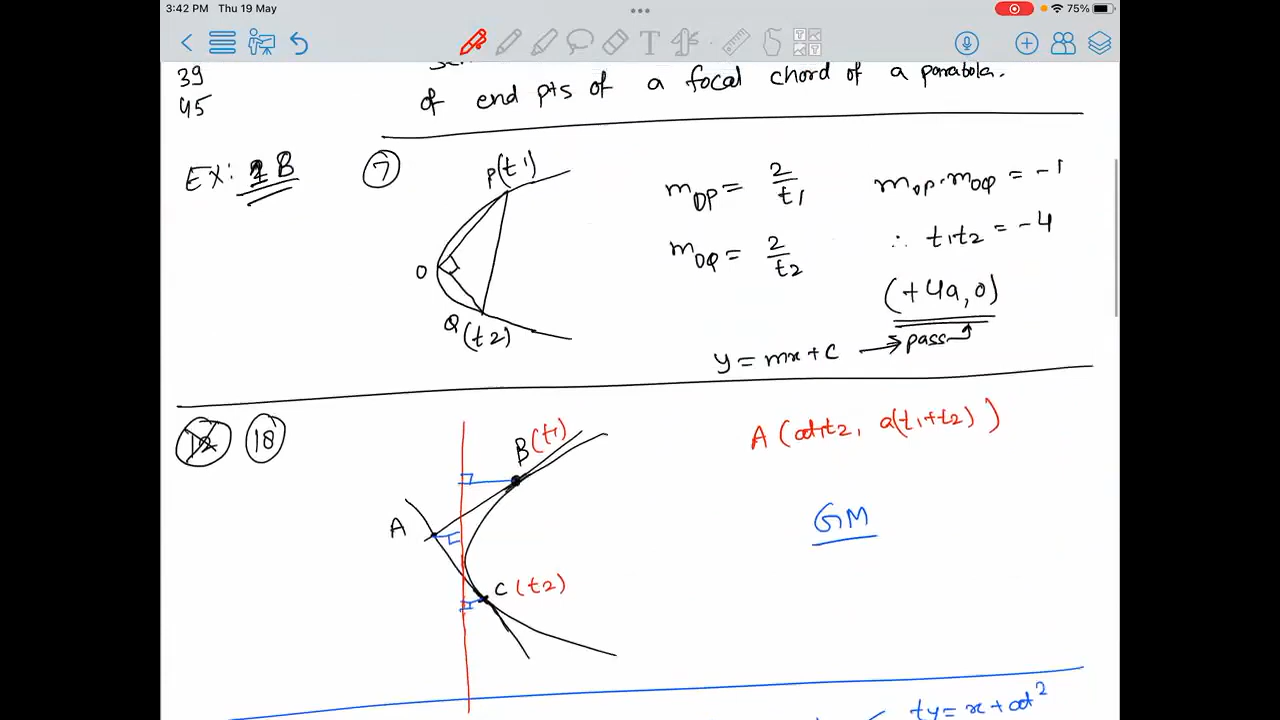 3:42 PM Thu 19 May
75%
39
45
of end pts of a focal chord of a parabola.
EX: 1B
7
P(t1)
O
Q(t2)
mOP = 2/t1
mOQ = 2/t2
mOP.mOQ = -1
∴ t1t2 = -4
(+4a, 0)
y = mx + c → pass
12 18
A
B(t1)
C(t2)
A (at1t2, a(t1+t2))
GM
ty = x + at²